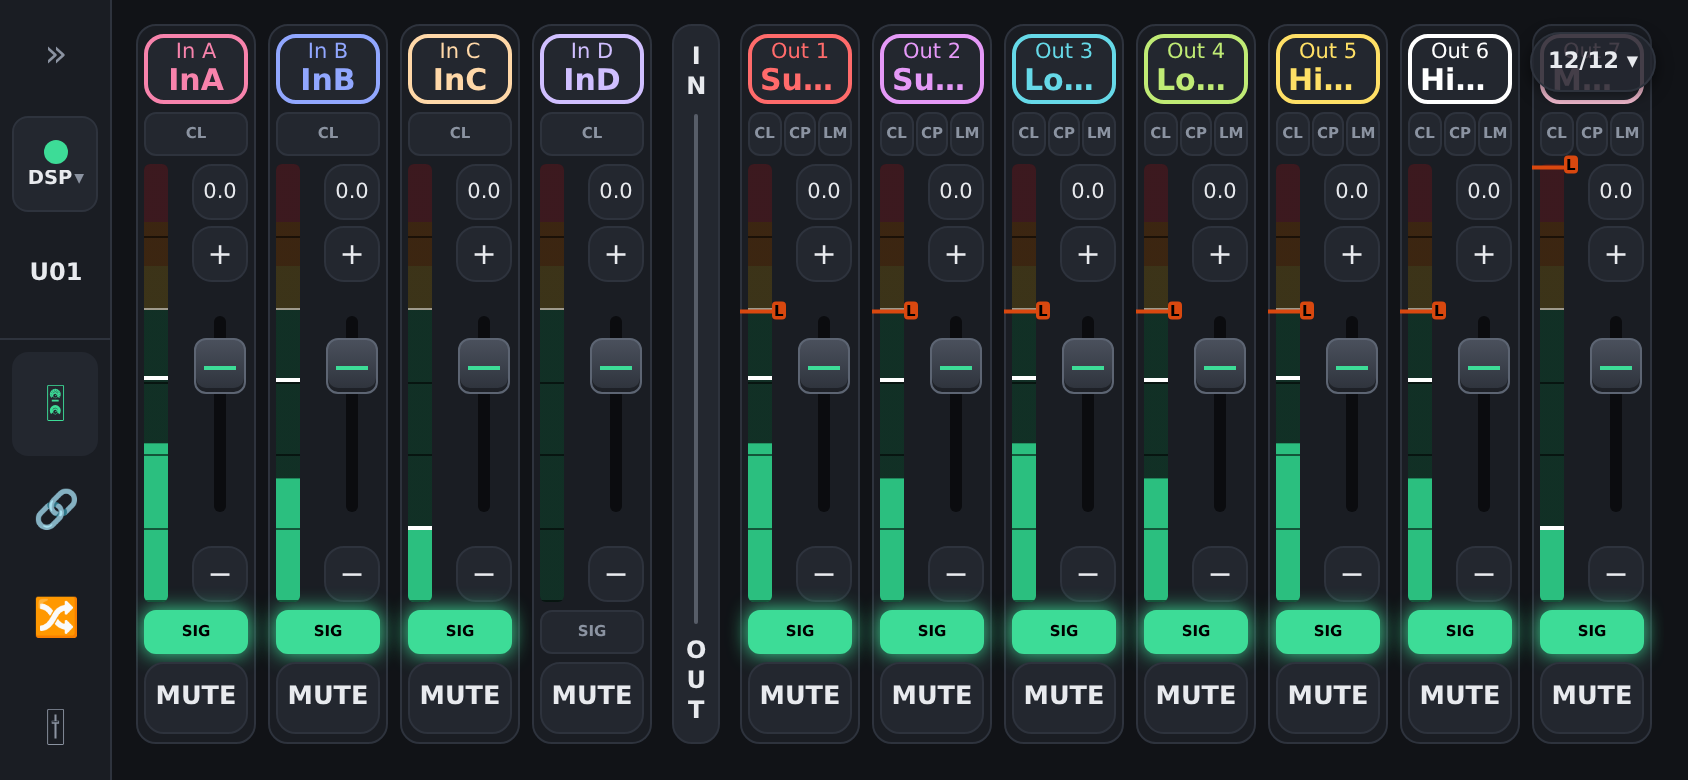 »
DSP ▾
U01
In A
InA
CL
0.0
+
−
SIG
MUTE
In B
InB
CL
0.0
+
−
SIG
MUTE
In C
InC
CL
0.0
+
−
SIG
MUTE
In D
InD
CL
0.0
+
−
SIG
MUTE
IN
OUT
Out 1
Su...
CL CP LM
0.0
+
L
−
SIG
MUTE
Out 2
Su...
CL CP LM
0.0
+
L
−
SIG
MUTE
Out 3
Lo...
CL CP LM
0.0
+
L
−
SIG
MUTE
Out 4
Lo...
CL CP LM
0.0
+
L
−
SIG
MUTE
Out 5
Hi...
CL CP LM
0.0
+
L
−
SIG
MUTE
Out 6
Hi...
CL CP LM
0.0
+
L
−
SIG
MUTE
12/12 ▾
Out 7
M...
CL CP LM
L
0.0
+
−
SIG
MUTE